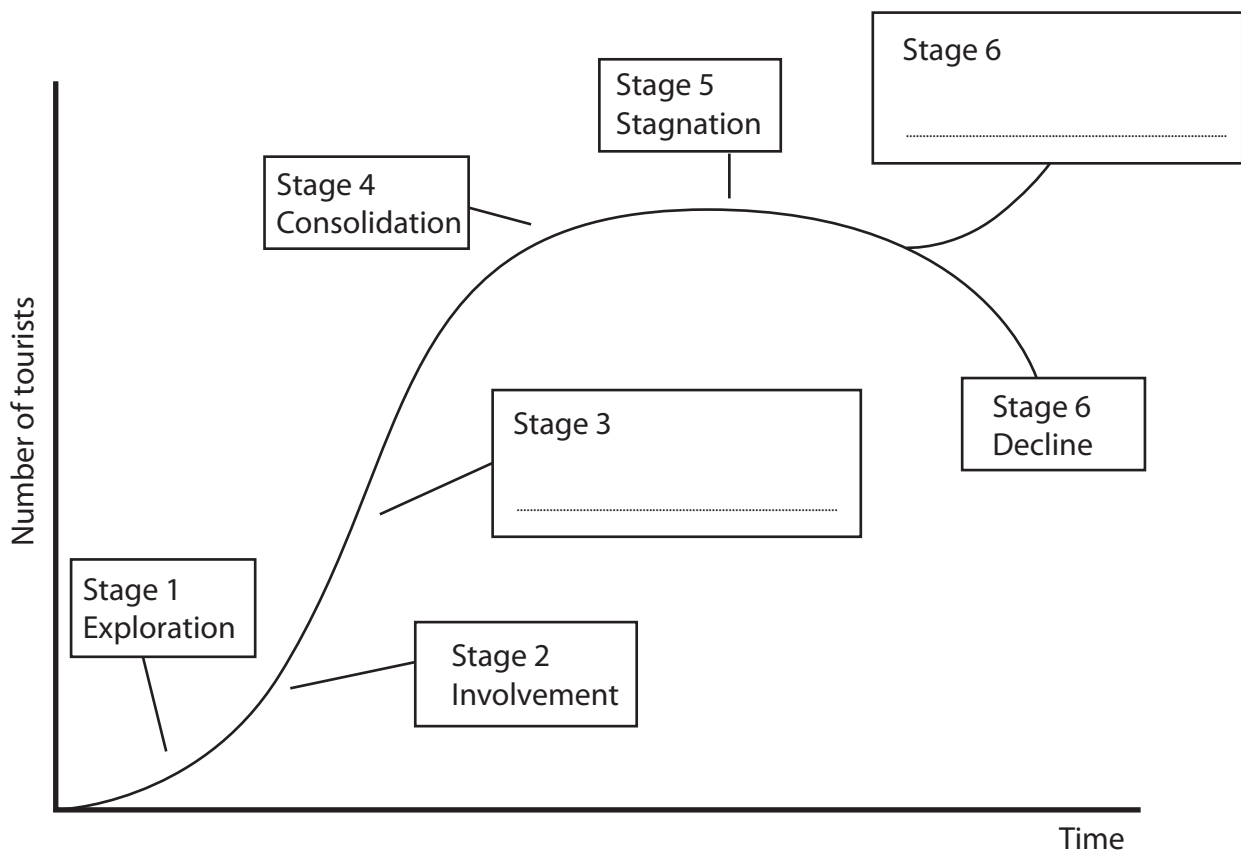 Stage 6
Stage 5
Stagnation
Stage 4
Consolidation
Number of tourists
Stage 3
Stage 6
Decline
Stage 1
Exploration
Stage 2
Involvement
Time